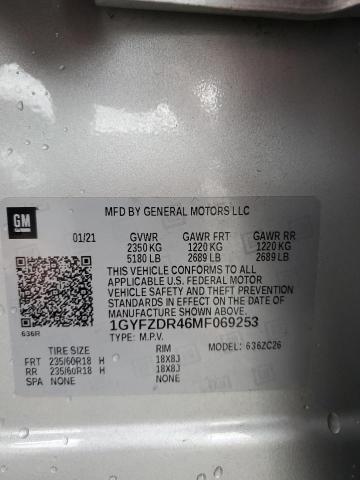 GM
MFD BY GENERAL MOTORS LLC
01/21 GVWR GAWR FRT GAWR RR
2350 KG 1220 KG 1220 KG
5180 LB 2689 LB 2689 LB
THIS VEHICLE CONFORMS TO ALL
APPLICABLE U.S. FEDERAL MOTOR
VEHICLE SAFETY AND THEFT PREVENTION
STANDARDS IN EFFECT ON THE DATE OF
MANUFACTURE SHOWN ABOVE.
636R
1GYFZDR46MF069253
TYPE: M.P.V.
MODEL: 636ZC26
TIRE SIZE RIM
FRT 235/60R18 H 18X8J
RR 235/60R18 H 18X8J
SPA NONE NONE